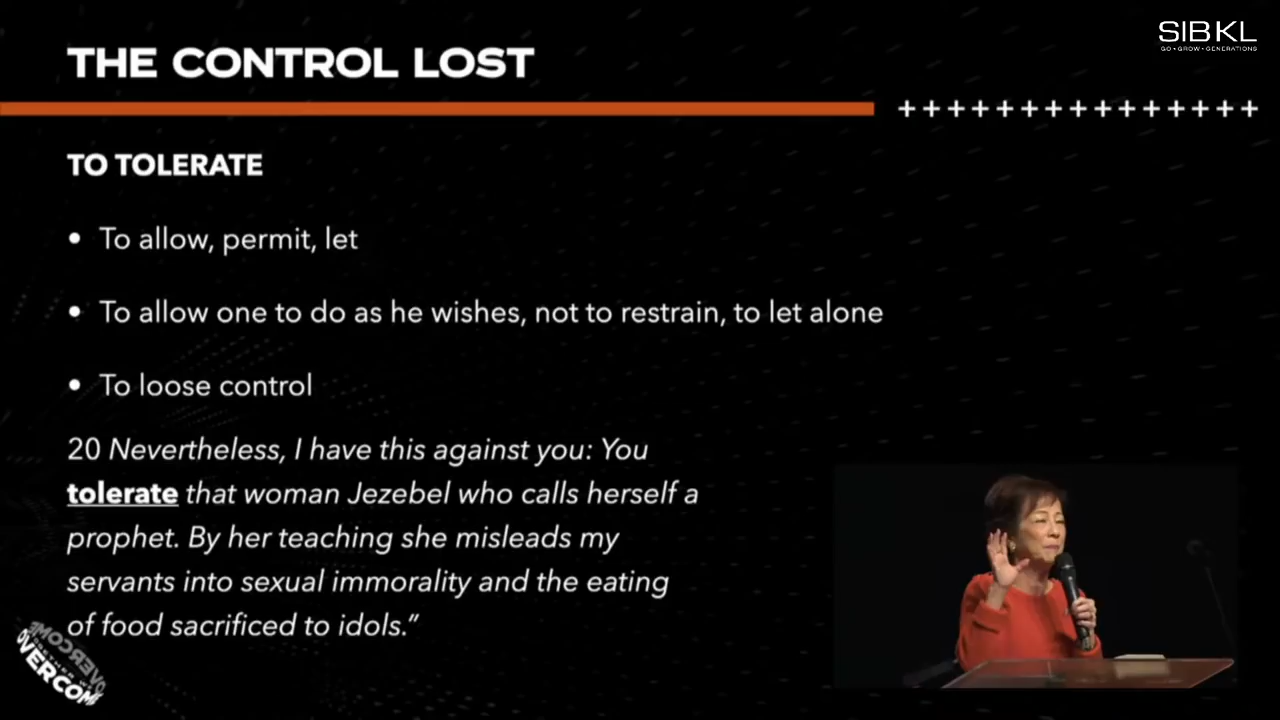 SIBKL
GO • GROW • GENERATIONS
THE CONTROL LOST
+++++++++++++++
TO TOLERATE
• To allow, permit, let
• To allow one to do as he wishes, not to restrain, to let alone
• To loose control
20 Nevertheless, I have this against you: You
tolerate that woman Jezebel who calls herself a
prophet. By her teaching she misleads my
servants into sexual immorality and the eating
of food sacrificed to idols.”
OVERCOME